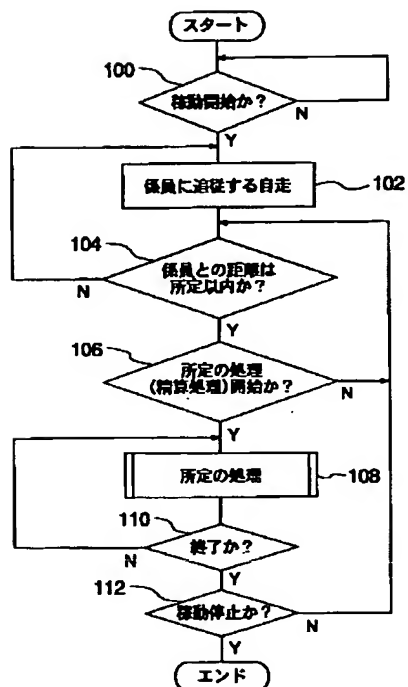 スタート
100
稼動開始か?
N
Y
係員に追従する自走
102
104
係員との距離は
所定以内か?
N
Y
106
所定の処理
(精算処理)開始か?
N
Y
所定の処理
108
110
終了か?
N
Y
112
稼動停止か?
N
Y
エンド